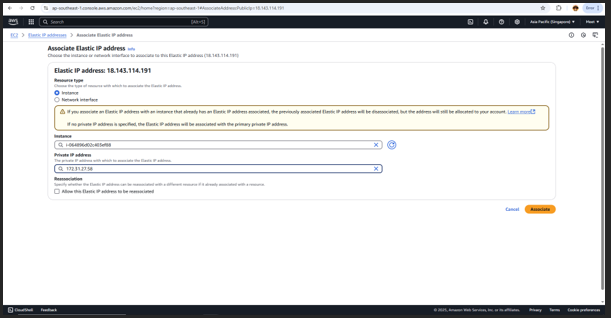 ap-southeast-1.console.aws.amazon.com/ec2/home?region=ap-southeast-1#AssociateAddress:PublicIp=18.143.114.191
aws
Search
[Alt+S]
Asia Pacific (Singapore)
EC2 > Elastic IP addresses > Associate Elastic IP address
Associate Elastic IP address Info
Choose the instance or network interface to associate to this Elastic IP address (18.143.114.191)
Elastic IP address: 18.143.114.191
Resource type
Choose the type of resource with which to associate the Elastic IP address.
Instance
Network interface
If you associate an Elastic IP address with an instance that already has an Elastic IP address associated, the previously associated Elastic IP address will be disassociated, but the address will still be allocated to your account. Learn more
If no private IP address is specified, the Elastic IP address will be associated with the primary private IP address.
Instance
Private IP address
The private IP address with which to associate the Elastic IP address.
172.31.27.58
Reassociation
Specify whether the Elastic IP address can be reassociated with a different resource if it already associated with a resource.
Allow this Elastic IP address to be reassociated
Cancel
Associate
CloudShell Feedback
© 2025, Amazon Web Services, Inc. or its affiliates. Privacy Terms Cookie preferences